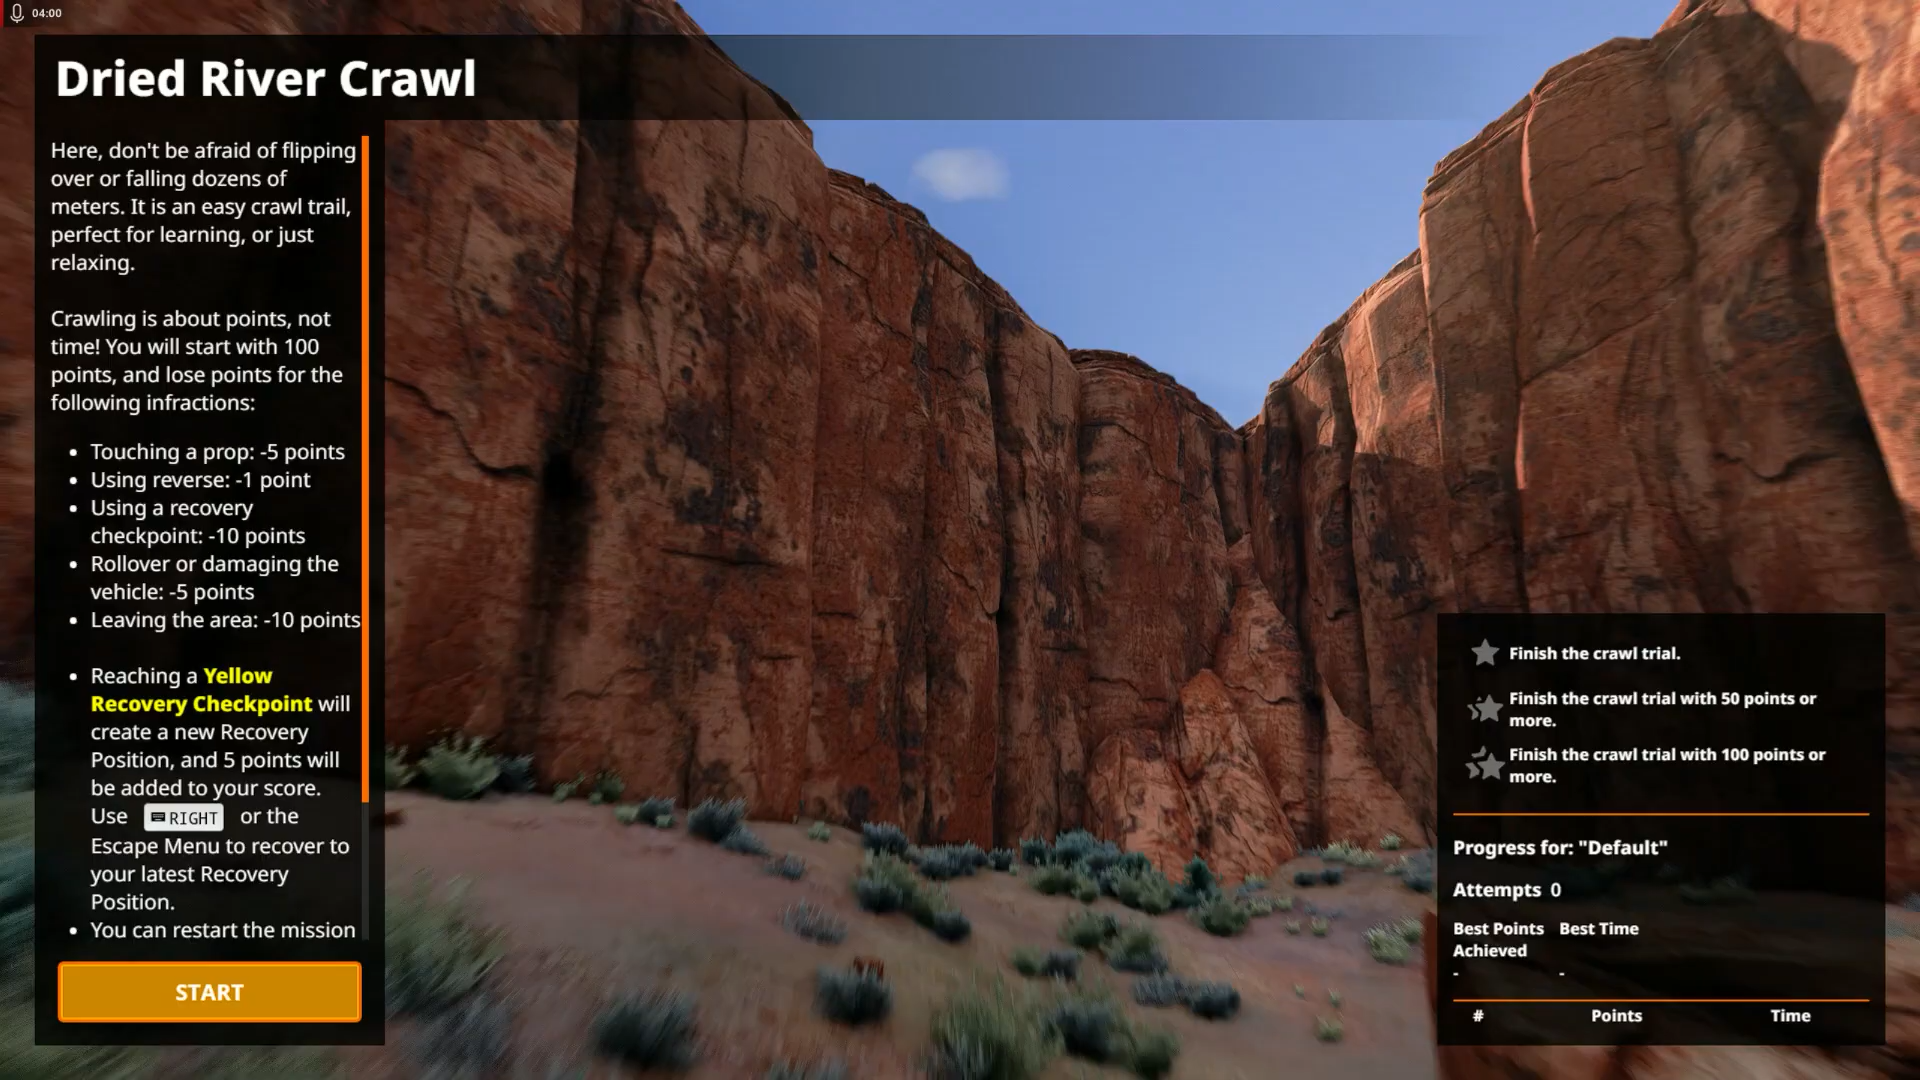 04:00
Dried River Crawl
Here, don't be afraid of flipping
over or falling dozens of
meters. It is an easy crawl trail,
perfect for learning, or just
relaxing.
Crawling is about points, not
time! You will start with 100
points, and lose points for the
following infractions:
• Touching a prop: -5 points
• Using reverse: -1 point
• Using a recovery
checkpoint: -10 points
• Rollover or damaging the
vehicle: -5 points
• Leaving the area: -10 points
• Reaching a Yellow
Recovery Checkpoint will
create a new Recovery
Position, and 5 points will
be added to your score.
Use RIGHT or the
Escape Menu to recover to
your latest Recovery
Position.
• You can restart the mission
START
Finish the crawl trial.
Finish the crawl trial with 50 points or
more.
Finish the crawl trial with 100 points or
more.
Progress for: "Default"
Attempts 0
Best Points Best Time
Achieved
- -
# Points Time